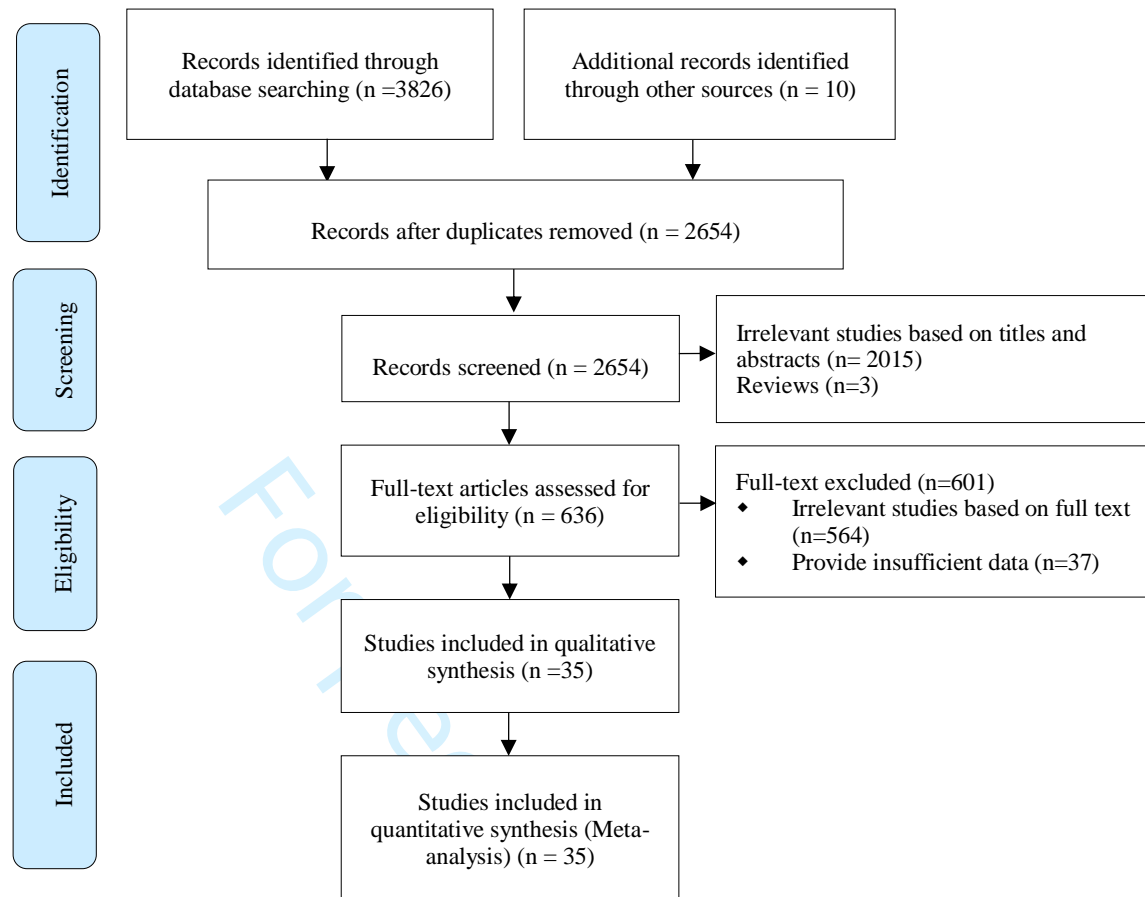 Identification
Records identified through
database searching (n =3826)
Additional records identified
through other sources (n = 10)
Records after duplicates removed (n = 2654)
Screening
Records screened (n = 2654)
Irrelevant studies based on titles and
abstracts (n= 2015)
Reviews (n=3)
Eligibility
Full-text articles assessed for
eligibility (n = 636)
Full-text excluded (n=601)
◆ Irrelevant studies based on full text
(n=564)
◆ Provide insufficient data (n=37)
Studies included in qualitative
synthesis (n =35)
Included
Studies included in
quantitative synthesis (Meta-
analysis) (n = 35)
For